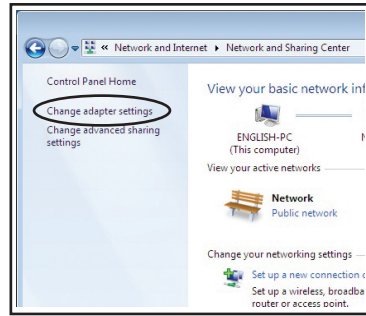 « Network and Internet ▸ Network and Sharing Center
Control Panel Home
Change adapter settings
Change advanced sharing
settings
View your basic network inf
ENGLISH-PC
(This computer)
View your active networks
Network
Public network
Change your networking settings
Set up a new connection o
Set up a wireless, broadba
router or access point.